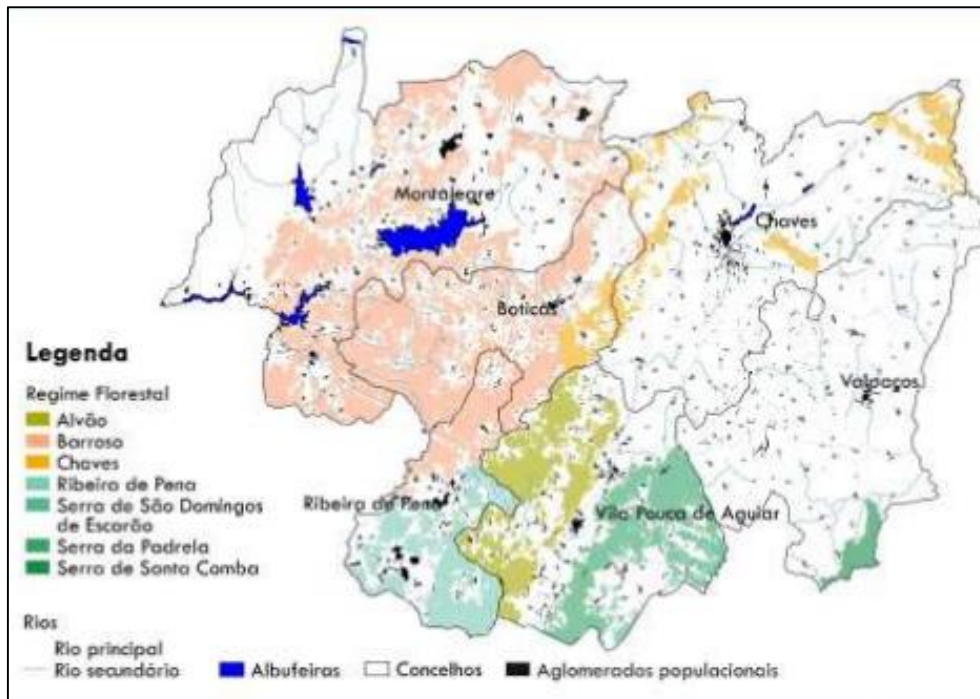 Montalegre
Chaves
Boticas
Valpaços
Ribeira de Pena
Vila Pouca de Aguiar
Legenda
Regime Florestal
Alvão
Barroso
Chaves
Ribeira de Pena
Serra de São Domingos
de Escarão
Serra da Padrela
Serra de Santa Comba
Rios
Rio principal
Rio secundário
Albufeiras
Concelhos
Aglomerados populacionais